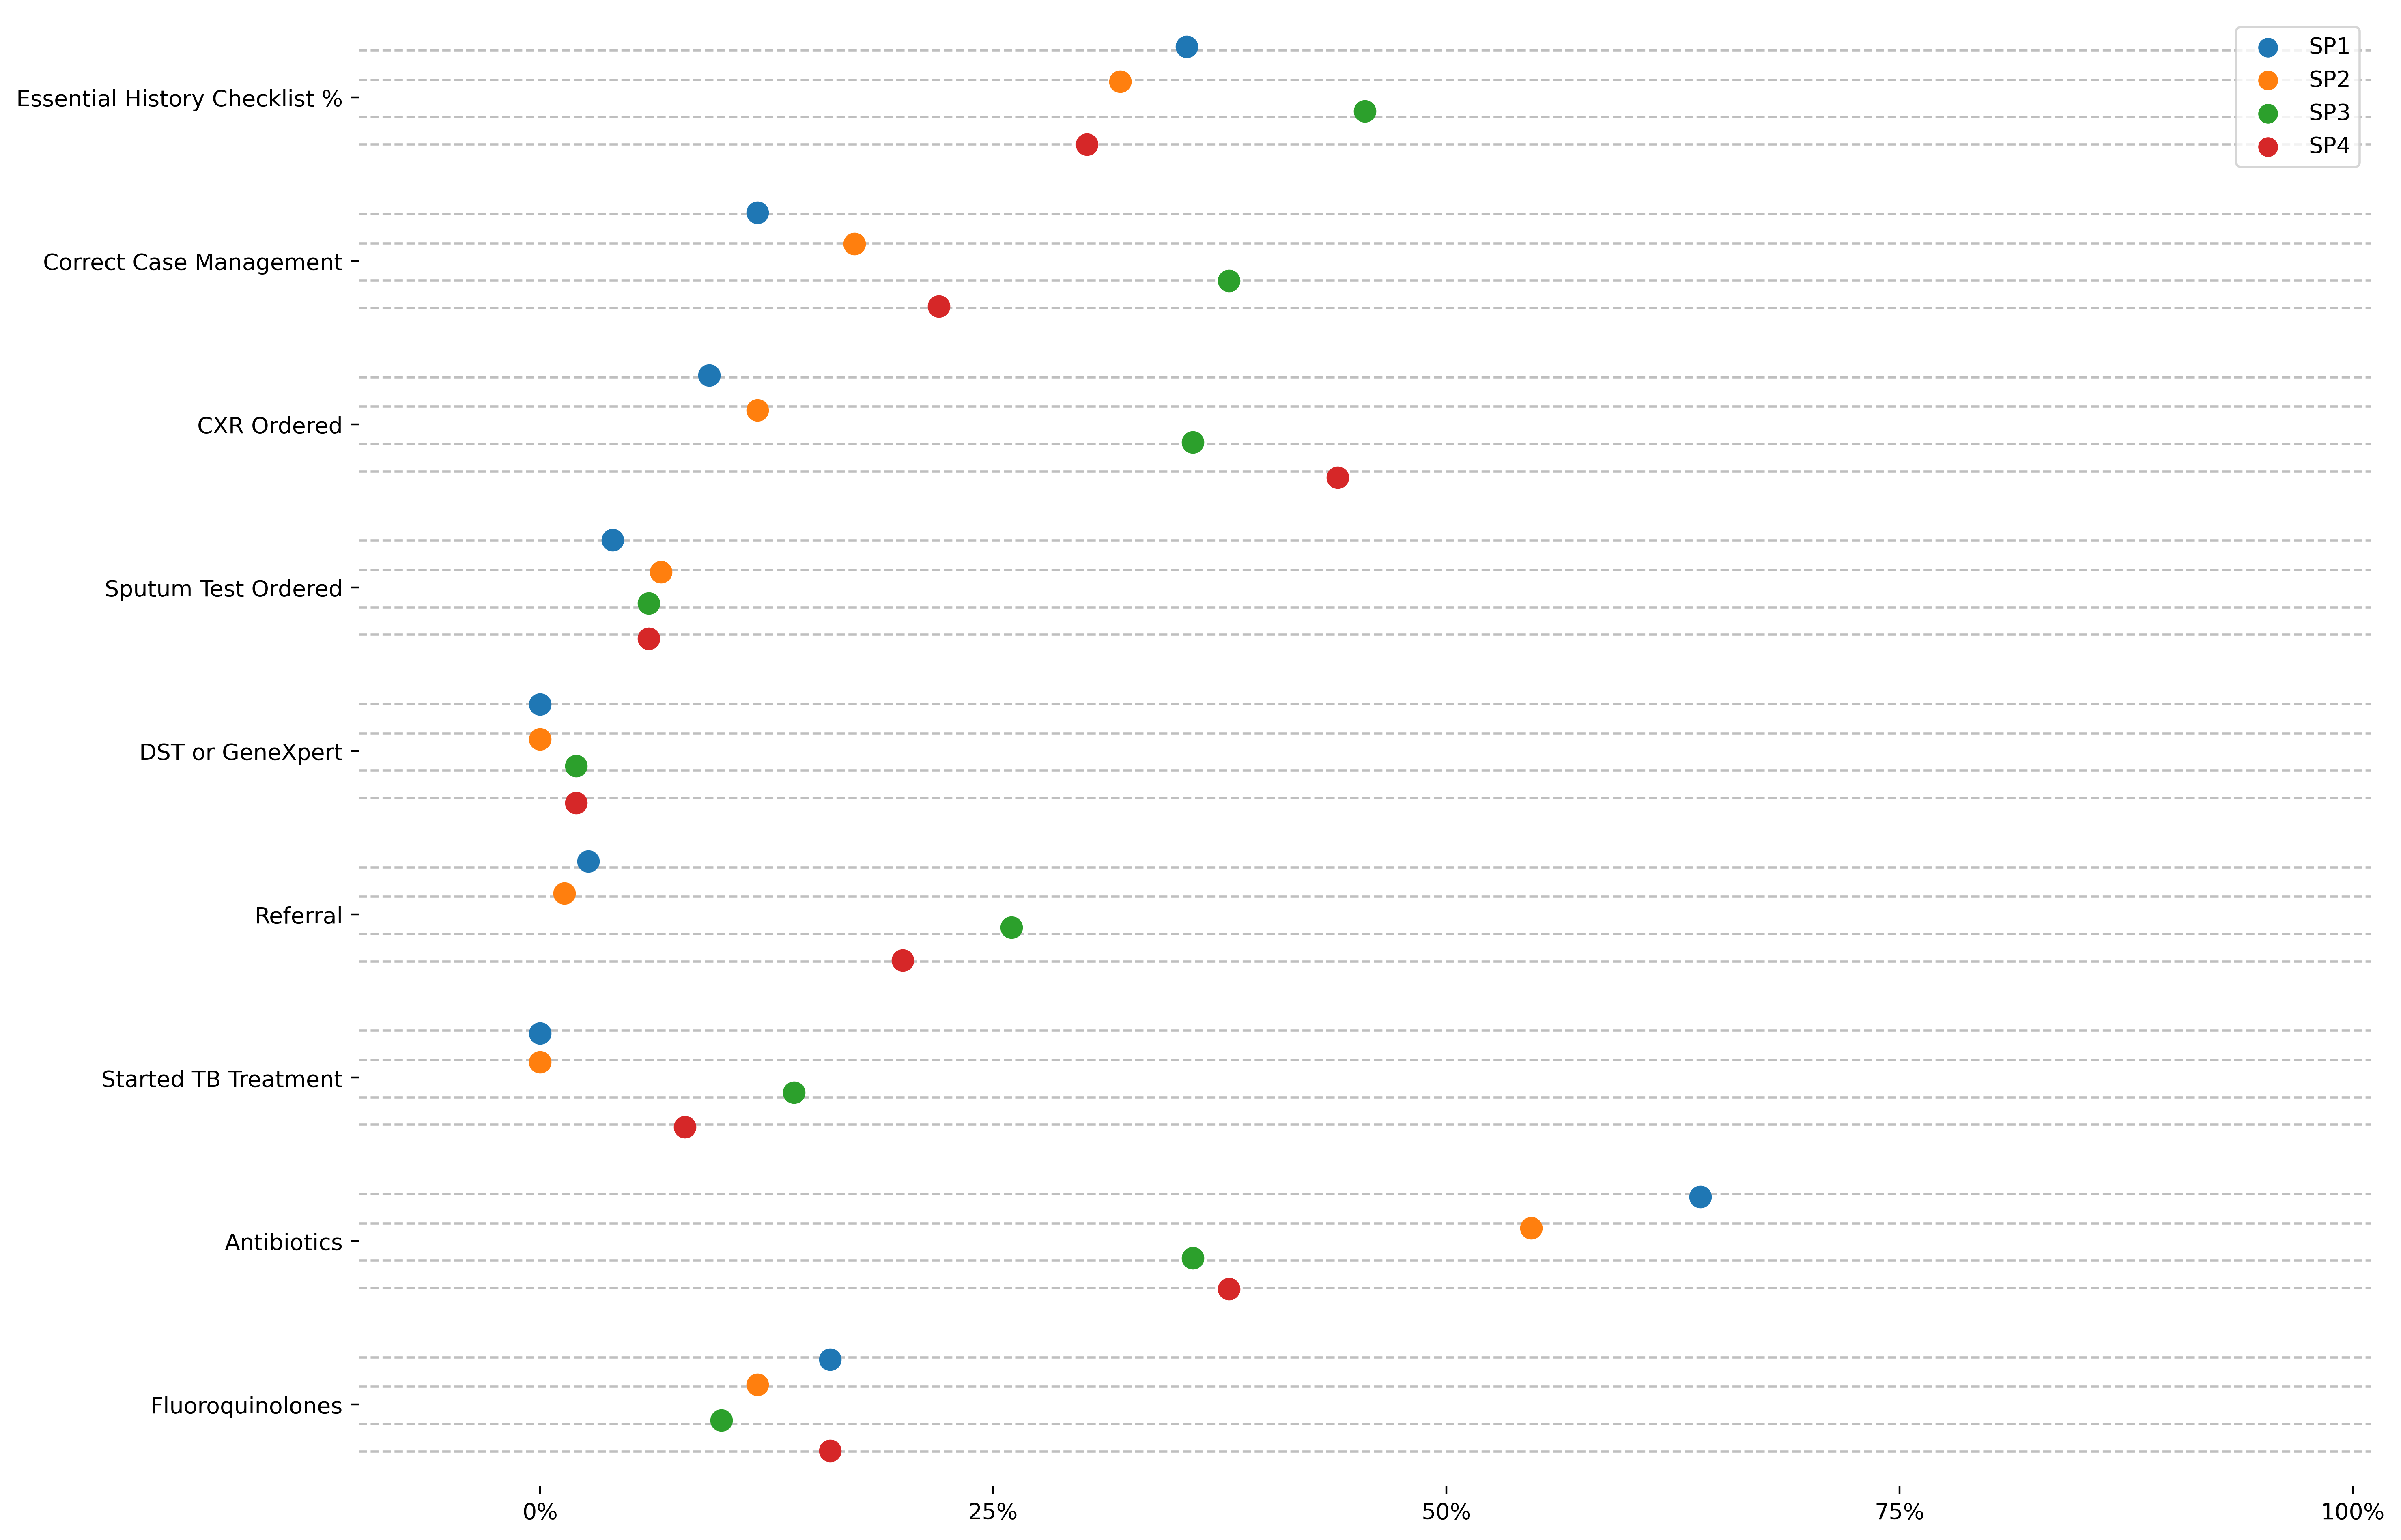 Essential History Checklist %
Correct Case Management
CXR Ordered
Sputum Test Ordered
DST or GeneXpert
Referral
Started TB Treatment
Antibiotics
Fluoroquinolones
0% 25% 50% 75% 100%
SP1
SP2
SP3
SP4